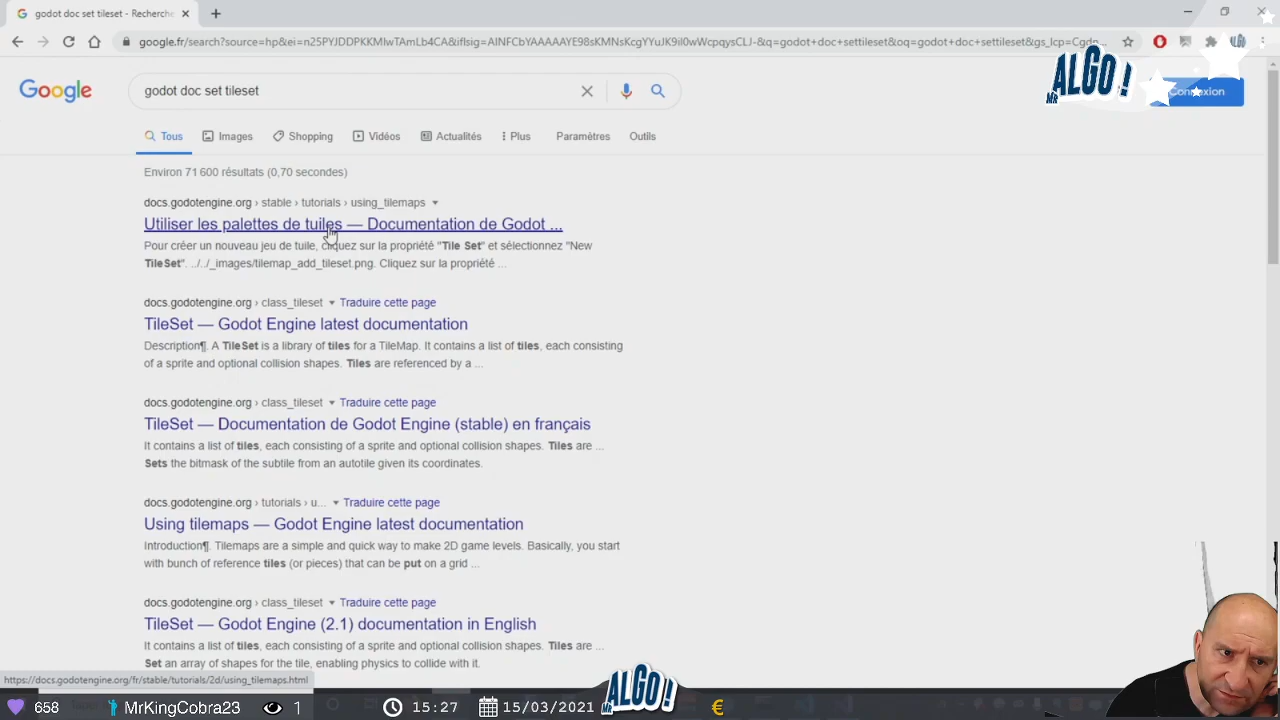 godot doc set tileset - Recherche
google.fr/search?source=hp&ei=n25PYJDDPKKMlwTAmLb4CA&iflsig=AINFCbYAAAAAYE98sKMNsKcgYYuJK9il0wWcpqysCLJ-&q=godot+doc+settileset&oq=godot+doc+settileset&gs_lcp=Cgdn...
Google
godot doc set tileset
MR ALGO !
Connexion
Tous Images Shopping Vidéos Actualités Plus Paramètres Outils
Environ 71 600 résultats (0,70 secondes)
docs.godotengine.org › stable › tutorials › using_tilemaps
Utiliser les palettes de tuiles — Documentation de Godot ...
Pour créer un nouveau jeu de tuile, cliquez sur la propriété "Tile Set" et sélectionnez "New
TileSet". ../../_images/tilemap_add_tileset.png. Cliquez sur la propriété ...
docs.godotengine.org › class_tileset Traduire cette page
TileSet — Godot Engine latest documentation
Description¶. A TileSet is a library of tiles for a TileMap. It contains a list of tiles, each consisting
of a sprite and optional collision shapes. Tiles are referenced by a ...
docs.godotengine.org › class_tileset Traduire cette page
TileSet — Documentation de Godot Engine (stable) en français
It contains a list of tiles, each consisting of a sprite and optional collision shapes. Tiles are ...
Sets the bitmask of the subtile from an autotile given its coordinates.
docs.godotengine.org › tutorials › u... Traduire cette page
Using tilemaps — Godot Engine latest documentation
Introduction¶. Tilemaps are a simple and quick way to make 2D game levels. Basically, you start
with bunch of reference tiles (or pieces) that can be put on a grid ...
docs.godotengine.org › class_tileset Traduire cette page
TileSet — Godot Engine (2.1) documentation in English
It contains a list of tiles, each consisting of a sprite and optional collision shapes. Tiles are ...
Set an array of shapes for the tile, enabling physics to collide with it.
https://docs.godotengine.org/fr/stable/tutorials/2d/using_tilemaps.html
658 MrKingCobra23 1 15:27 15/03/2021 MR ALGO ! €